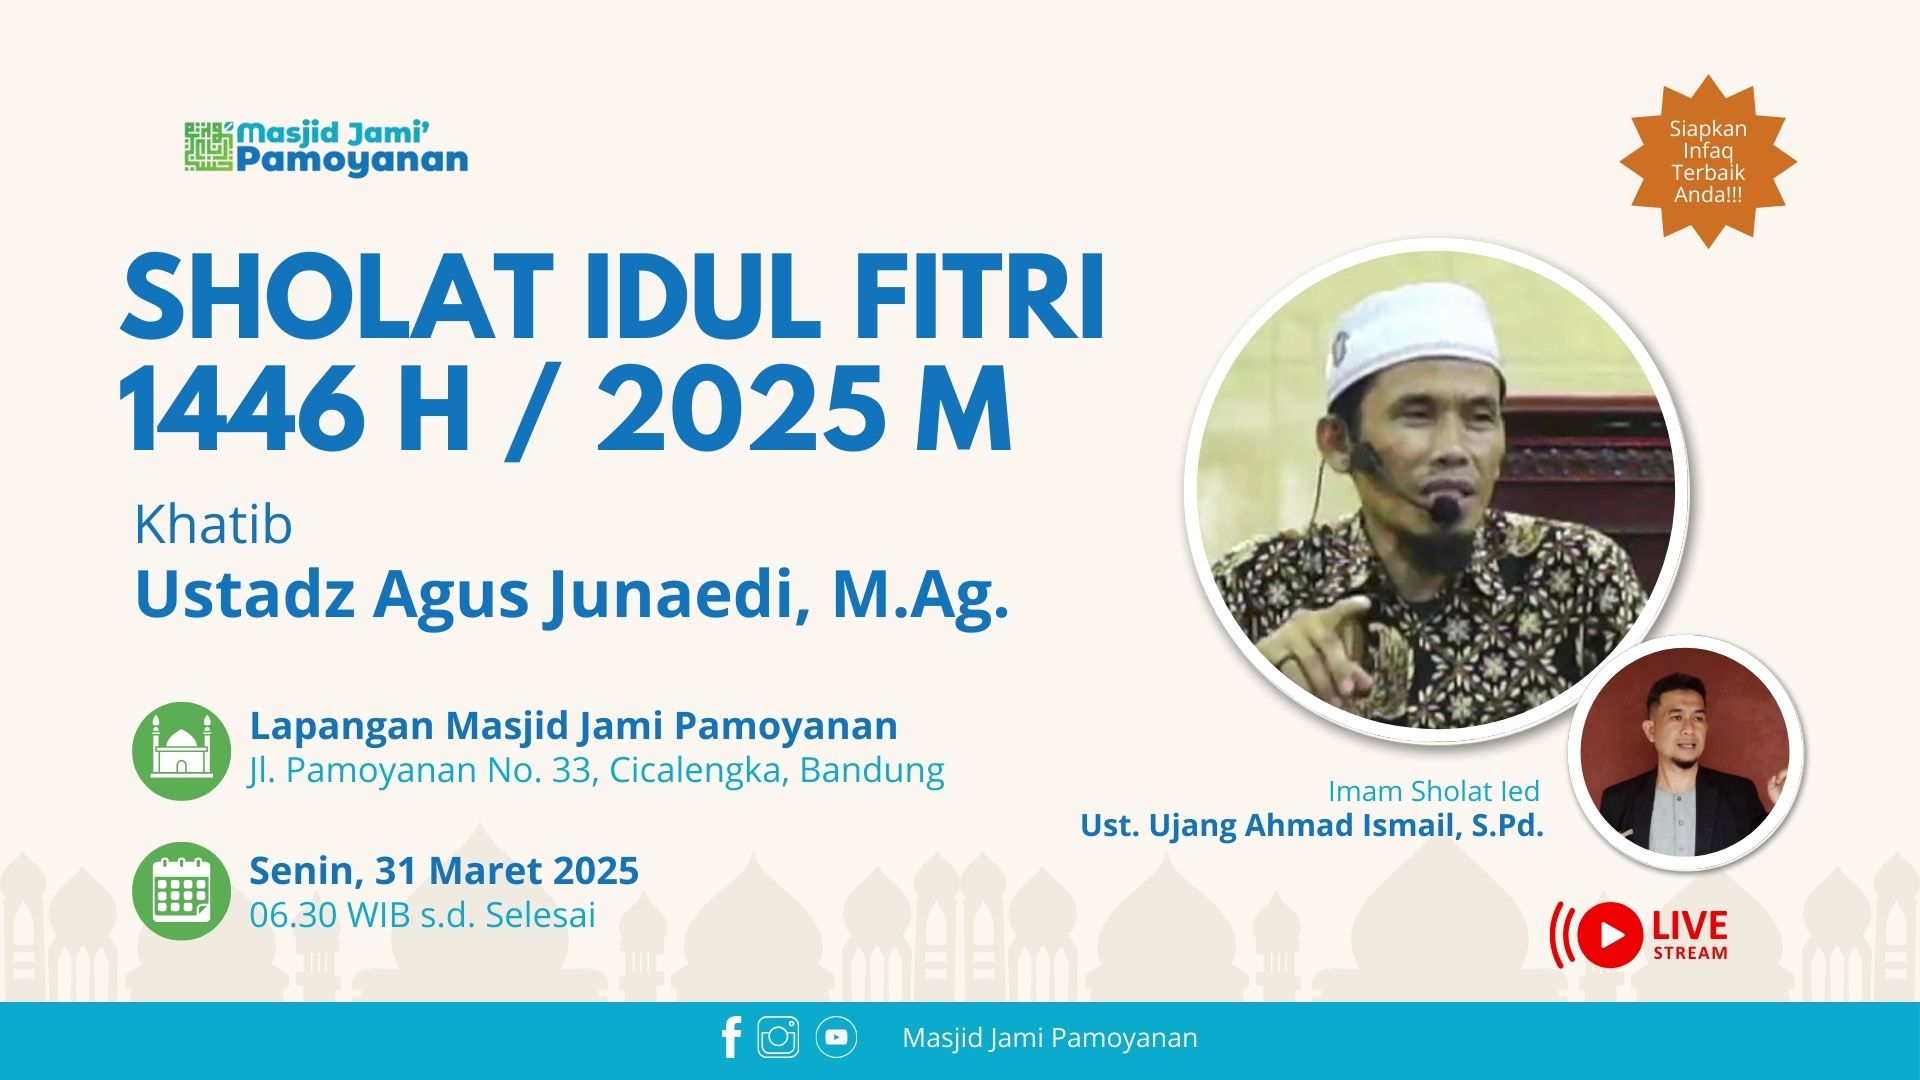 Masjid Jami'
Pamoyanan
Siapkan
Infaq
Terbaik
Anda!!!
SHOLAT IDUL FITRI
1446 H / 2025 M
Khatib
Ustadz Agus Junaedi, M.Ag.
Lapangan Masjid Jami Pamoyanan
Jl. Pamoyanan No. 33, Cicalengka, Bandung
Senin, 31 Maret 2025
06.30 WIB s.d. Selesai
Imam Sholat Ied
Ust. Ujang Ahmad Ismail, S.Pd.
LIVE
STREAM
Masjid Jami Pamoyanan